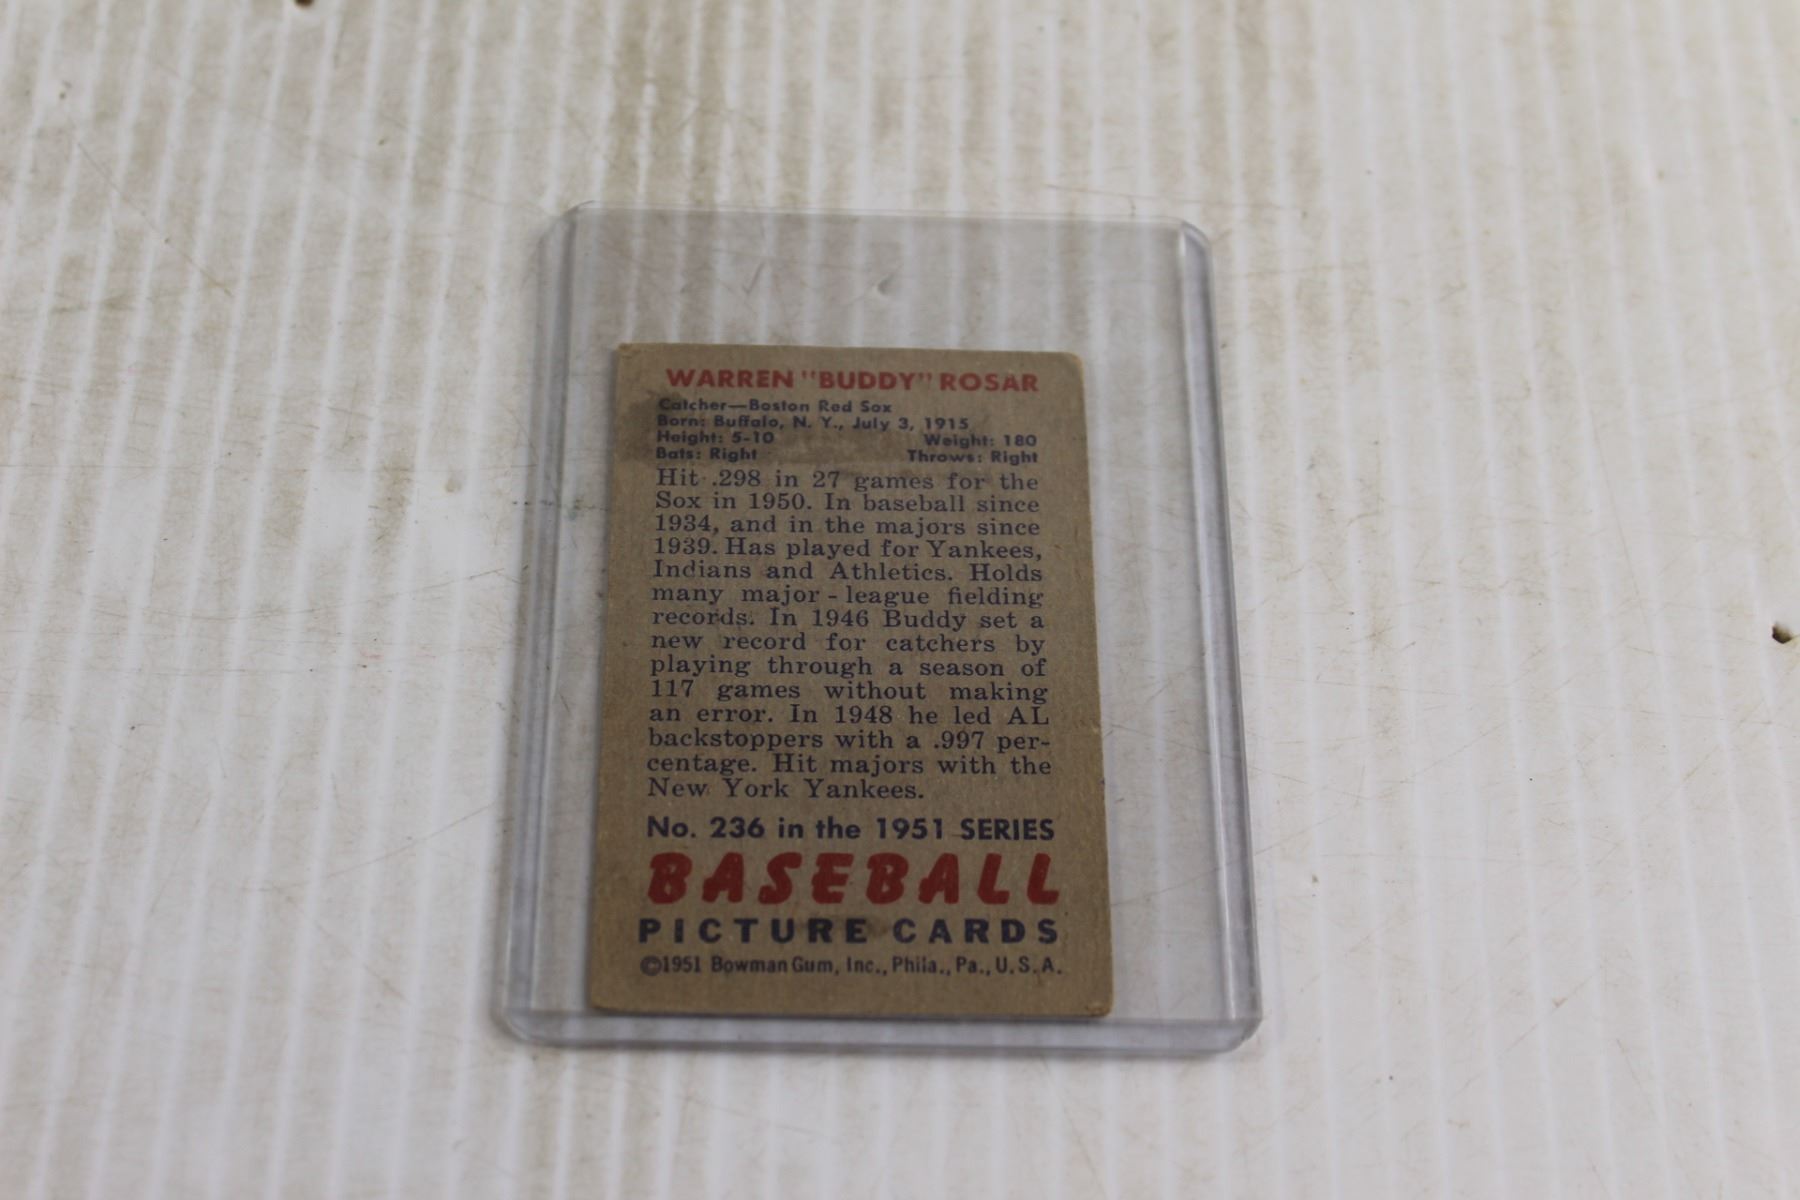 WARREN "BUDDY" ROSAR
Catcher—Boston Red Sox
Born: Buffalo, N. Y., July 3, 1915
Height: 5-10 Weight: 180
Bats: Right Throws: Right
Hit .298 in 27 games for the
Sox in 1950. In baseball since
1934, and in the majors since
1939. Has played for Yankees,
Indians and Athletics. Holds
many major-league fielding
records. In 1946 Buddy set a
new record for catchers by
playing through a season of
117 games without making
an error. In 1948 he led AL
backstoppers with a .997 per-
centage. Hit majors with the
New York Yankees.
No. 236 in the 1951 SERIES
BASEBALL
PICTURE CARDS
©1951 Bowman Gum, Inc., Phila., Pa., U.S.A.